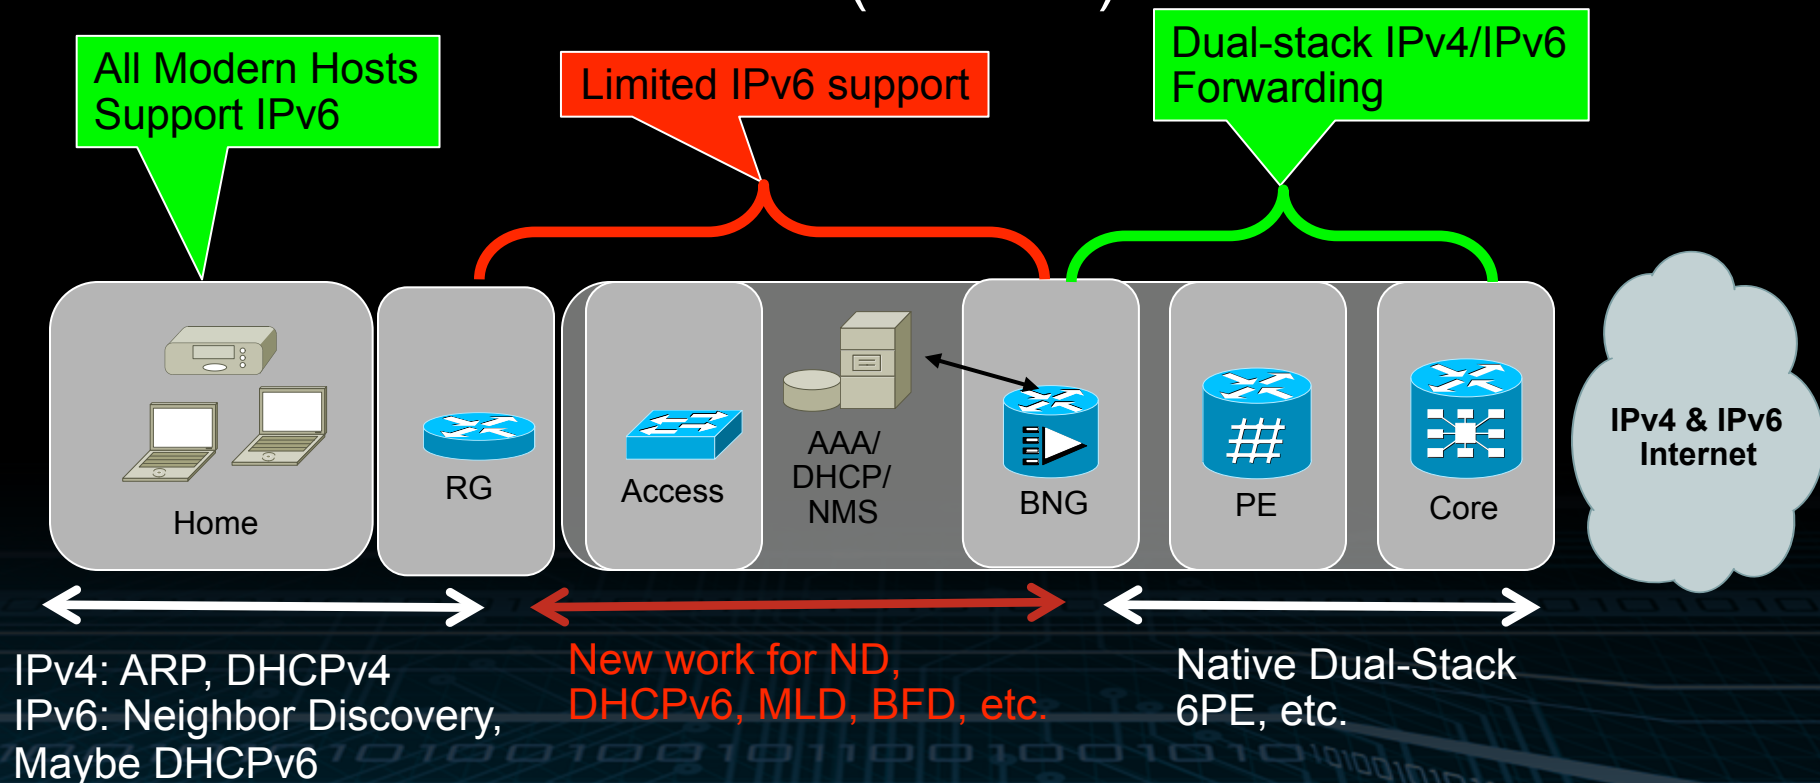 All Modern Hosts
Support IPv6
Limited IPv6 support
Dual-stack IPv4/IPv6
Forwarding
Home
RG
Access
AAA/
DHCP/
NMS
BNG
PE
Core
IPv4 & IPv6
Internet
IPv4: ARP, DHCPv4
IPv6: Neighbor Discovery,
Maybe DHCPv6
New work for ND,
DHCPv6, MLD, BFD, etc.
Native Dual-Stack
6PE, etc.